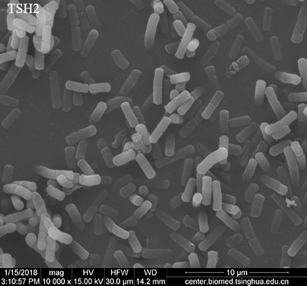 TSH2
1/15/2018 mag HV HFW WD 10 µm
3:10:57 PM 10 000 x 15.00 kV 30.0 µm 14.2 mm center.biomed.tsinghua.edu.cn